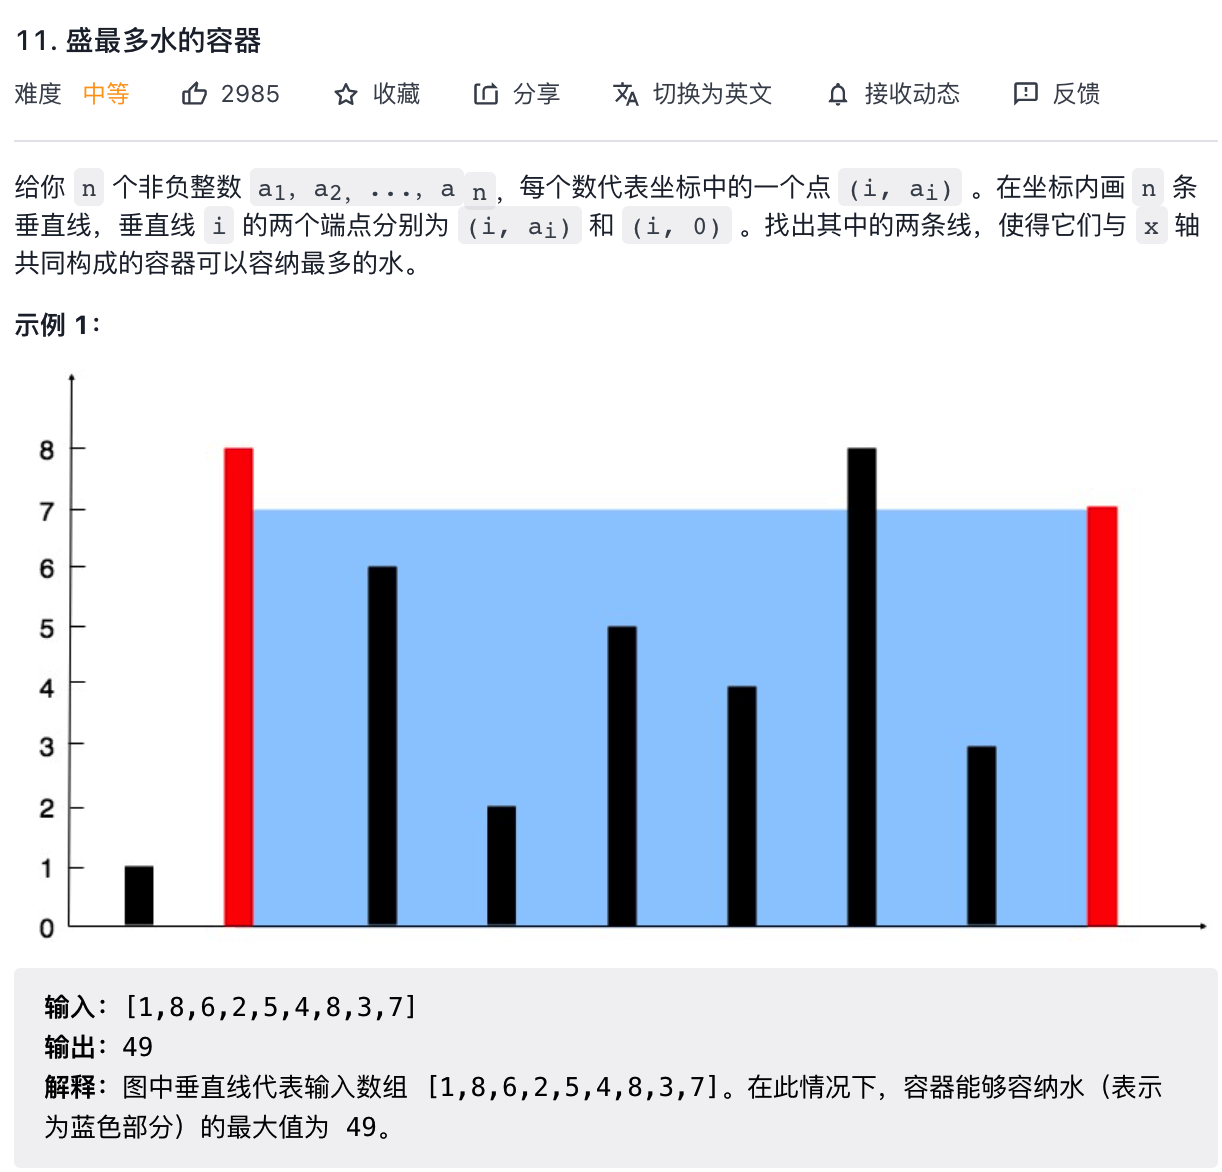 11. 盛最多水的容器
难度 中等 2985 收藏 分享 切换为英文 接收动态 反馈
给你 n 个非负整数 a1, a2, ..., a n, 每个数代表坐标中的一个点 (i, ai) 。在坐标内画 n 条
垂直线，垂直线 i 的两个端点分别为 (i, ai) 和 (i, 0) 。找出其中的两条线，使得它们与 x 轴
共同构成的容器可以容纳最多的水。
示例 1：
8
7
6
5
4
3
2
1
0
输入：[1,8,6,2,5,4,8,3,7]
输出：49
解释：图中垂直线代表输入数组 [1,8,6,2,5,4,8,3,7]。在此情况下，容器能够容纳水（表示
为蓝色部分）的最大值为 49。